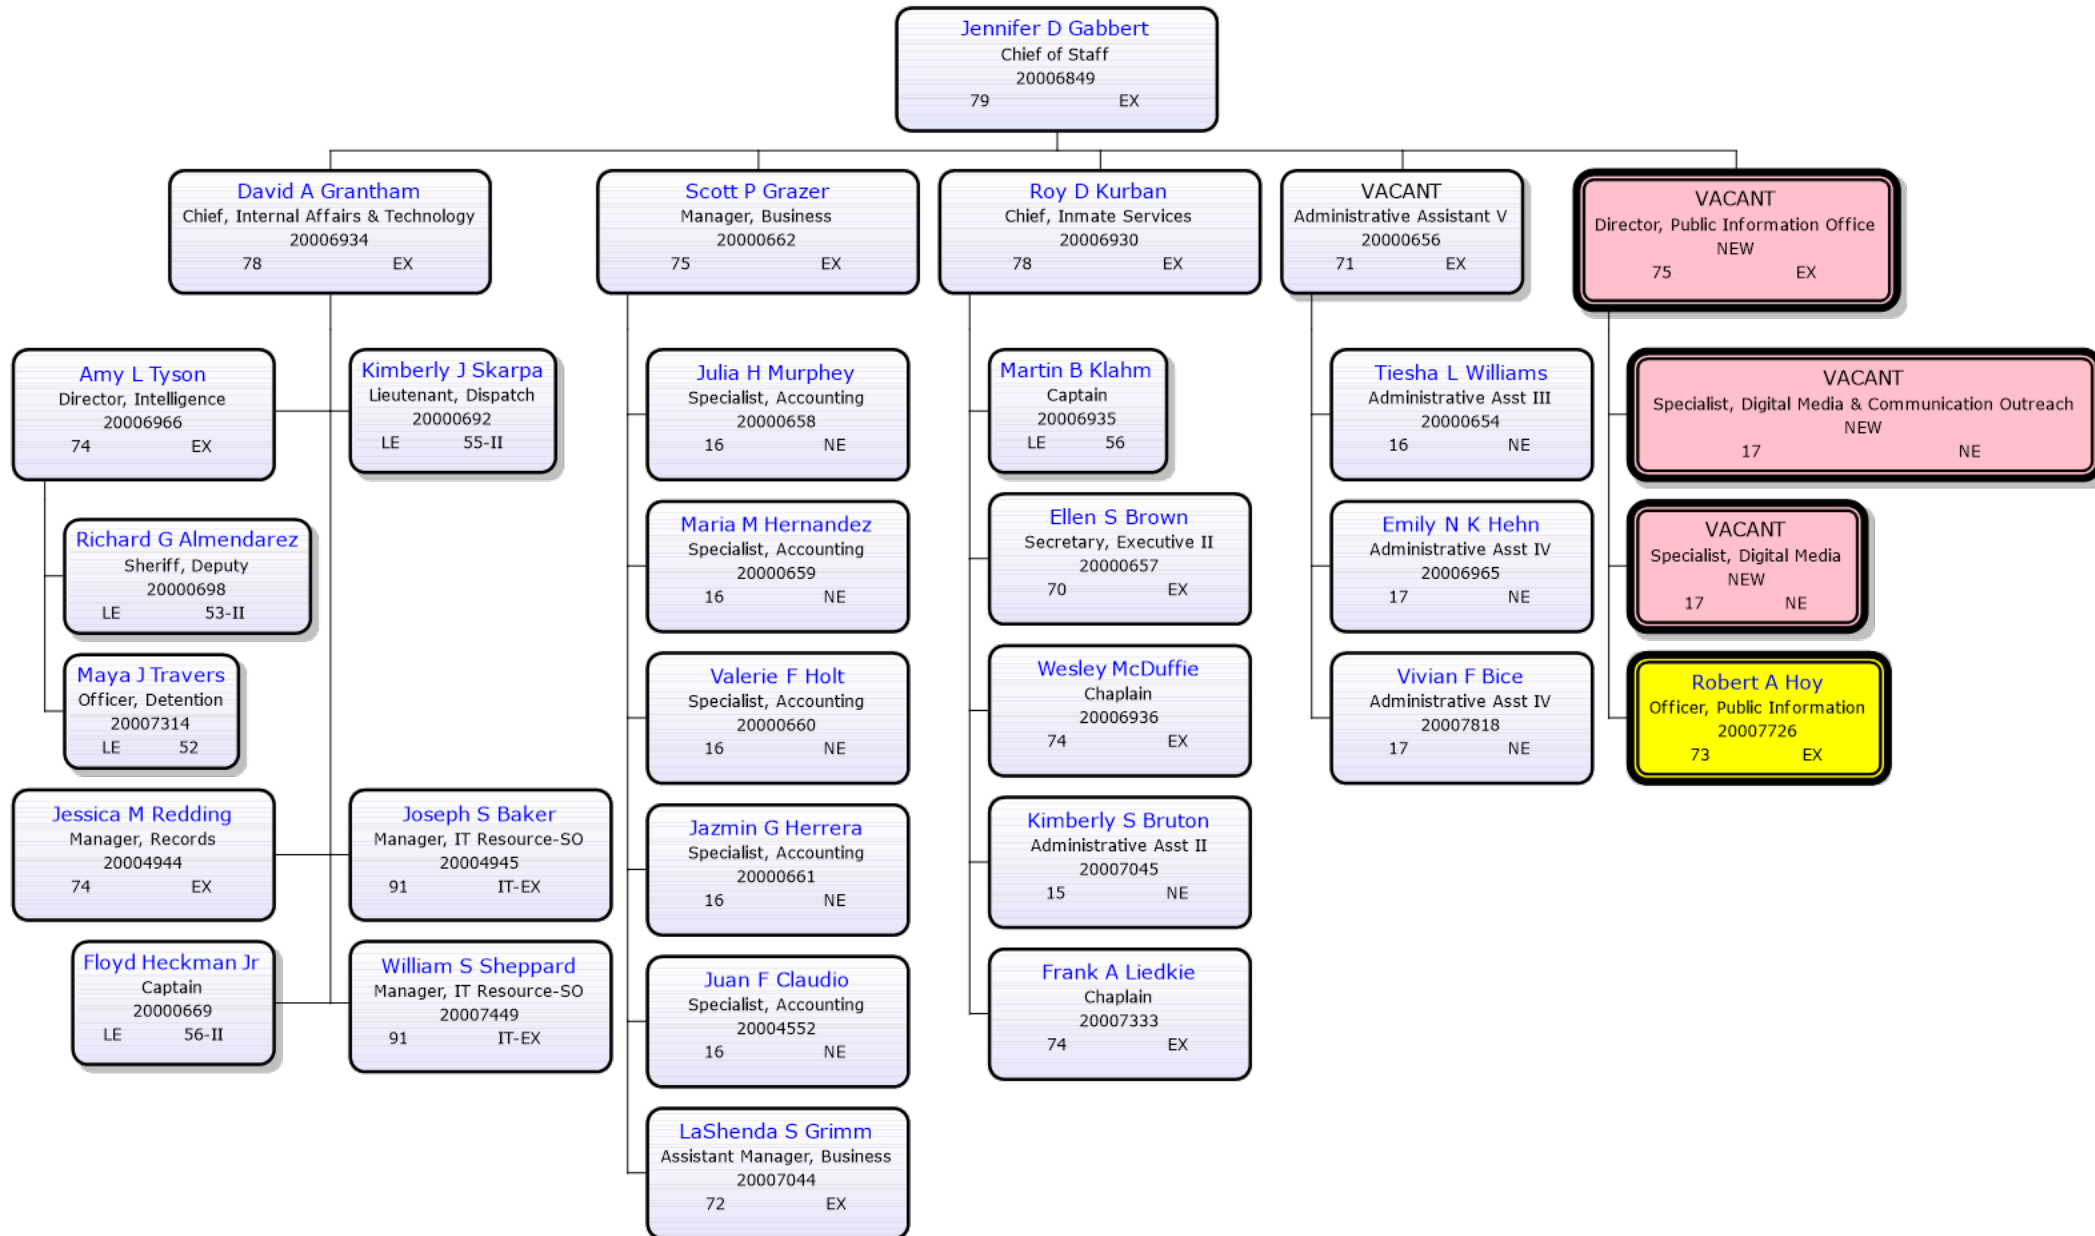 Jennifer D Gabbert
Chief of Staff
20006849
79 EX
David A Grantham
Chief, Internal Affairs & Technology
20006934
78 EX
Scott P Grazer
Manager, Business
20000662
75 EX
Roy D Kurban
Chief, Inmate Services
20006930
78 EX
VACANT
Administrative Assistant V
20000656
71 EX
VACANT
Director, Public Information Office
NEW
75 EX
Amy L Tyson
Director, Intelligence
20006966
74 EX
Kimberly J Skarpa
Lieutenant, Dispatch
20000692
LE 55-II
Richard G Almendarez
Sheriff, Deputy
20000698
LE 53-II
Maya J Travers
Officer, Detention
20007314
LE 52
Jessica M Redding
Manager, Records
20004944
74 EX
Joseph S Baker
Manager, IT Resource-SO
20004945
91 IT-EX
Floyd Heckman Jr
Captain
20000669
LE 56-II
William S Sheppard
Manager, IT Resource-SO
20007449
91 IT-EX
Julia H Murphey
Specialist, Accounting
20000658
16 NE
Maria M Hernandez
Specialist, Accounting
20000659
16 NE
Valerie F Holt
Specialist, Accounting
20000660
16 NE
Jazmin G Herrera
Specialist, Accounting
20000661
16 NE
Juan F Claudio
Specialist, Accounting
20004552
16 NE
LaShenda S Grimm
Assistant Manager, Business
20007044
72 EX
Martin B Klahm
Captain
20006935
LE 56
Ellen S Brown
Secretary, Executive II
20000657
70 EX
Wesley McDuffie
Chaplain
20006936
74 EX
Kimberly S Bruton
Administrative Asst II
20007045
15 NE
Frank A Liedkie
Chaplain
20007333
74 EX
Tiesha L Williams
Administrative Asst III
20000654
16 NE
Emily N K Hehn
Administrative Asst IV
20006965
17 NE
Vivian F Bice
Administrative Asst IV
20007818
17 NE
VACANT
Specialist, Digital Media & Communication Outreach
NEW
17 NE
VACANT
Specialist, Digital Media
NEW
17 NE
Robert A Hoy
Officer, Public Information
20007726
73 EX